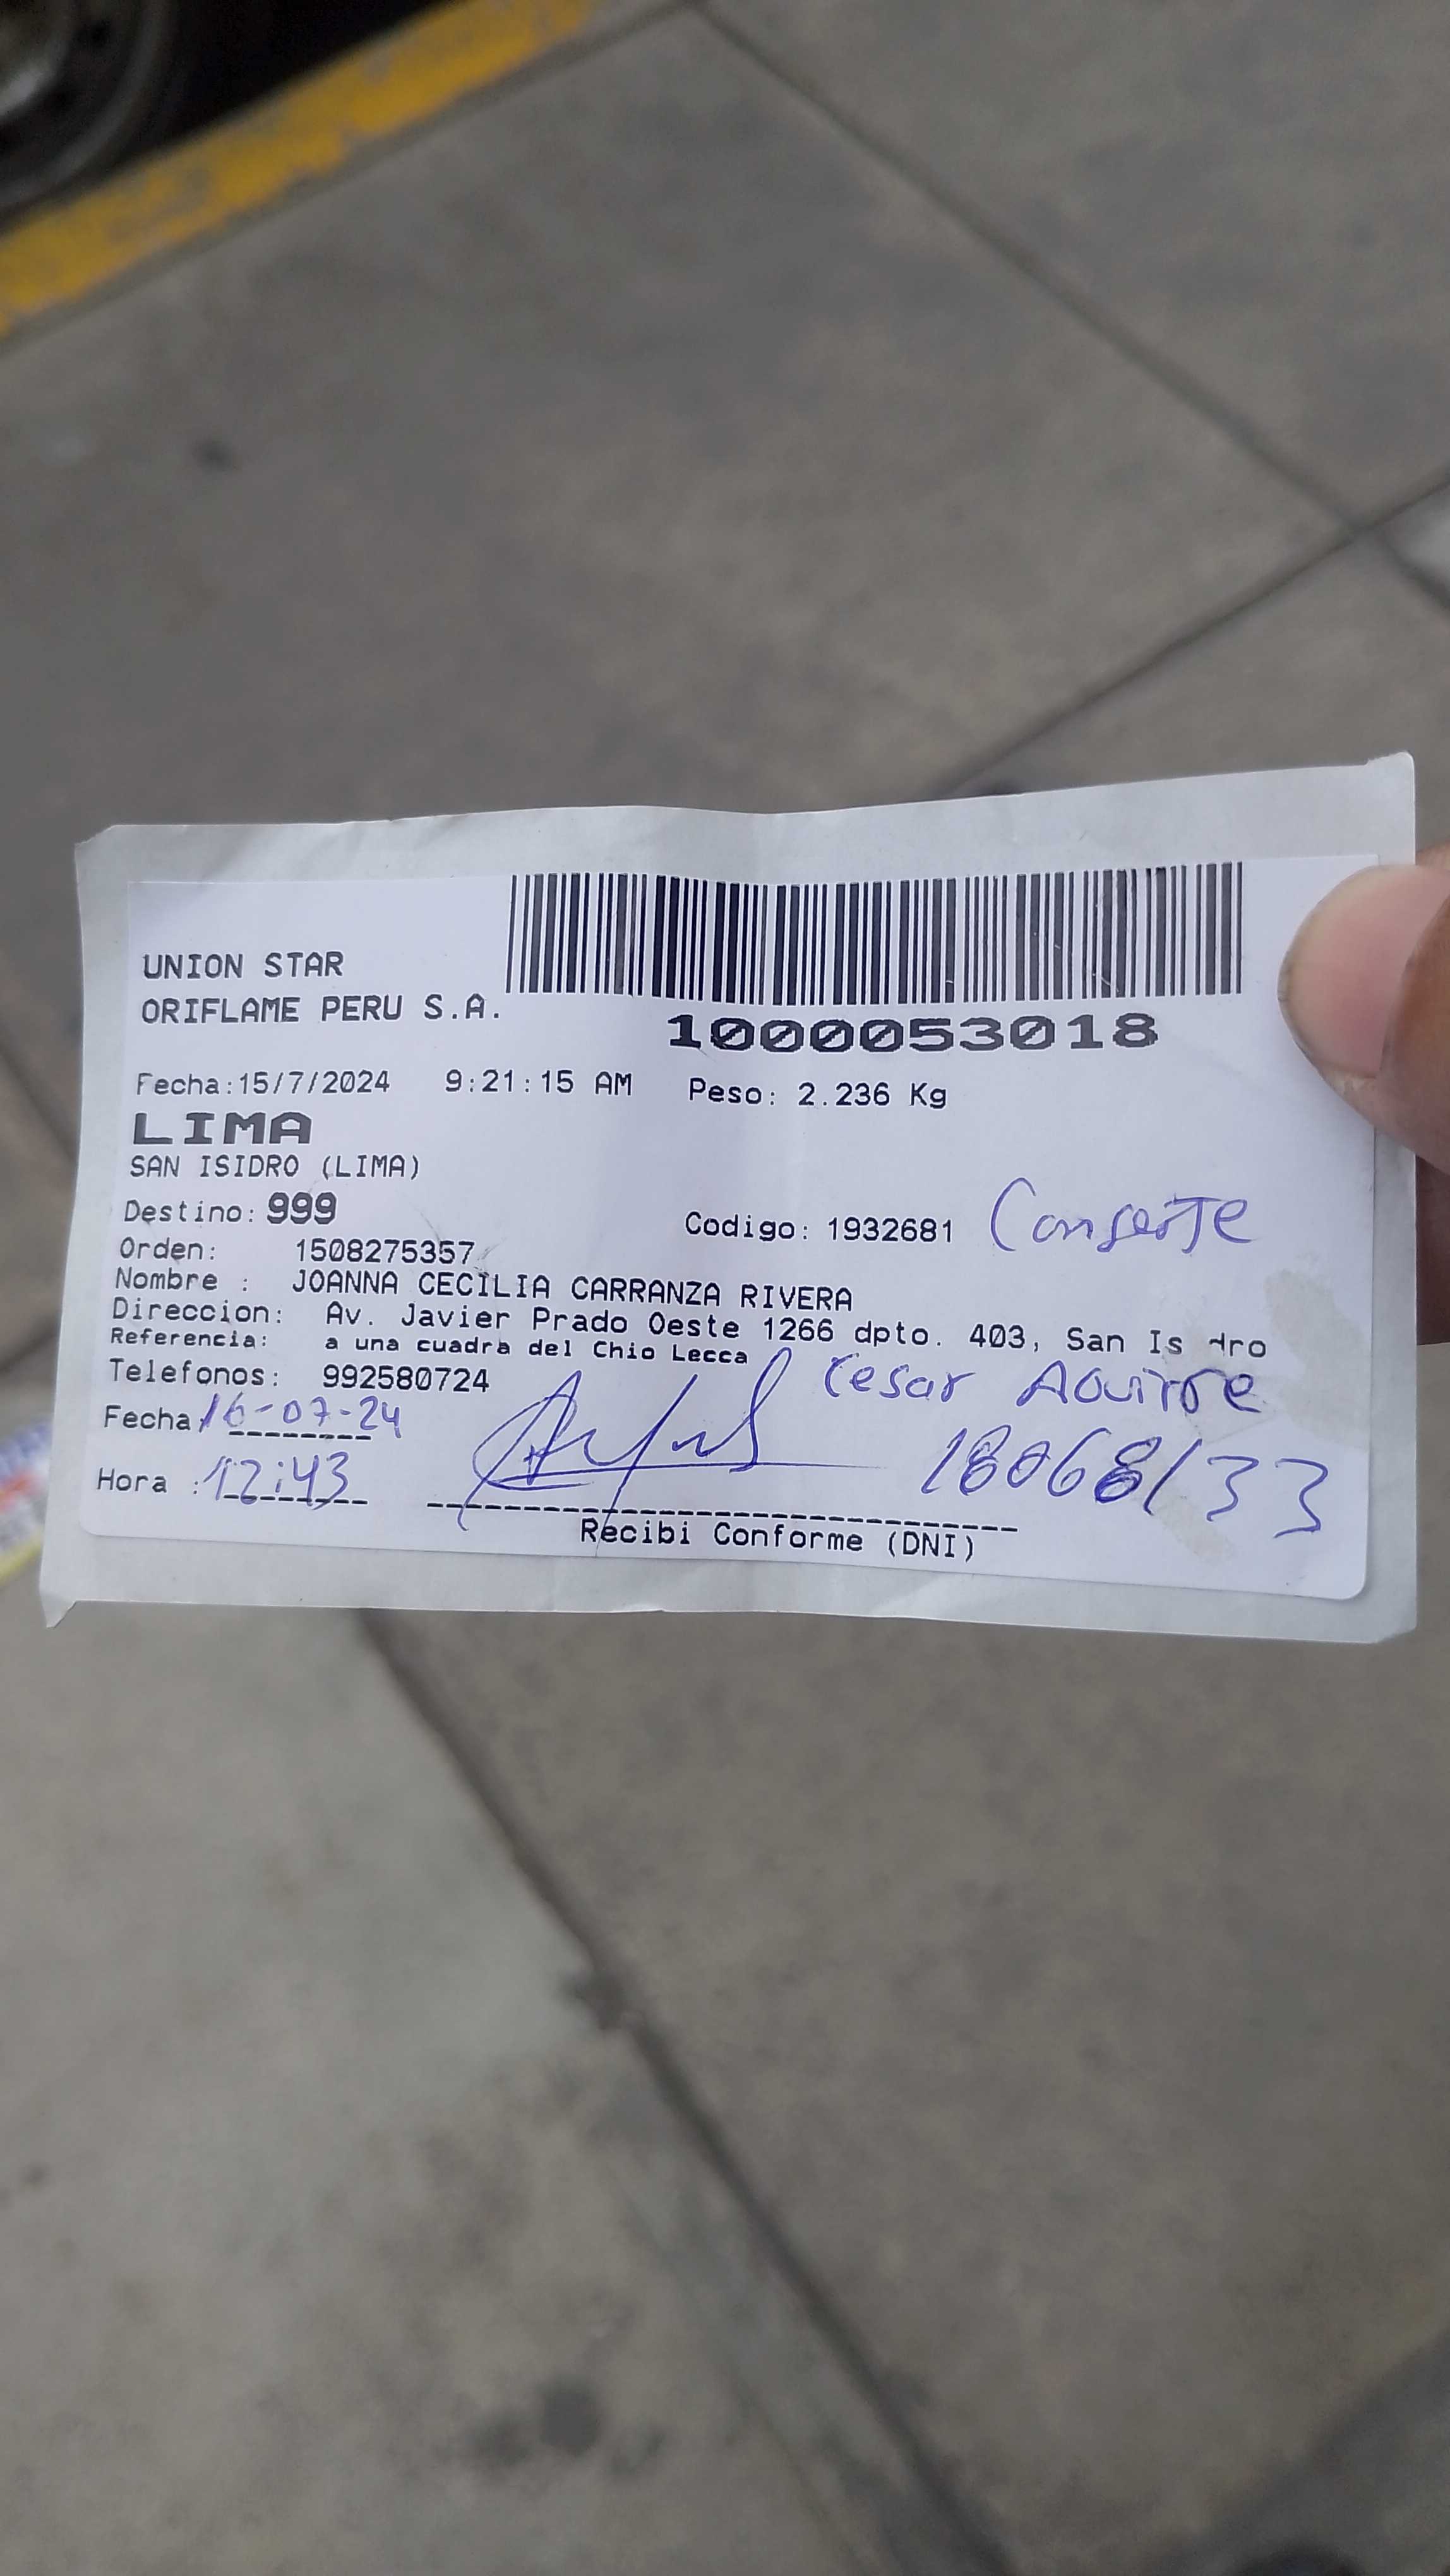 UNION STAR
ORIFLAME PERU S.A.
1000053018
Fecha:15/7/2024 9:21:15 AM Peso: 2.236 Kg
LIMA
SAN ISIDRO (LIMA)
Destino: 999
Codigo: 1932681 Conserje
Orden: 1508275357
Nombre : JOANNA CECILIA CARRANZA RIVERA
Direccion: Av. Javier Prado Oeste 1266 dpto. 403, San Is dro
Referencia: a una cuadra del Chio Lecca
Telefonos: 992580724 Cesar Aguirre
Fecha 16-07-24
Hora : 12:43 18068133
Recibi Conforme (DNI)